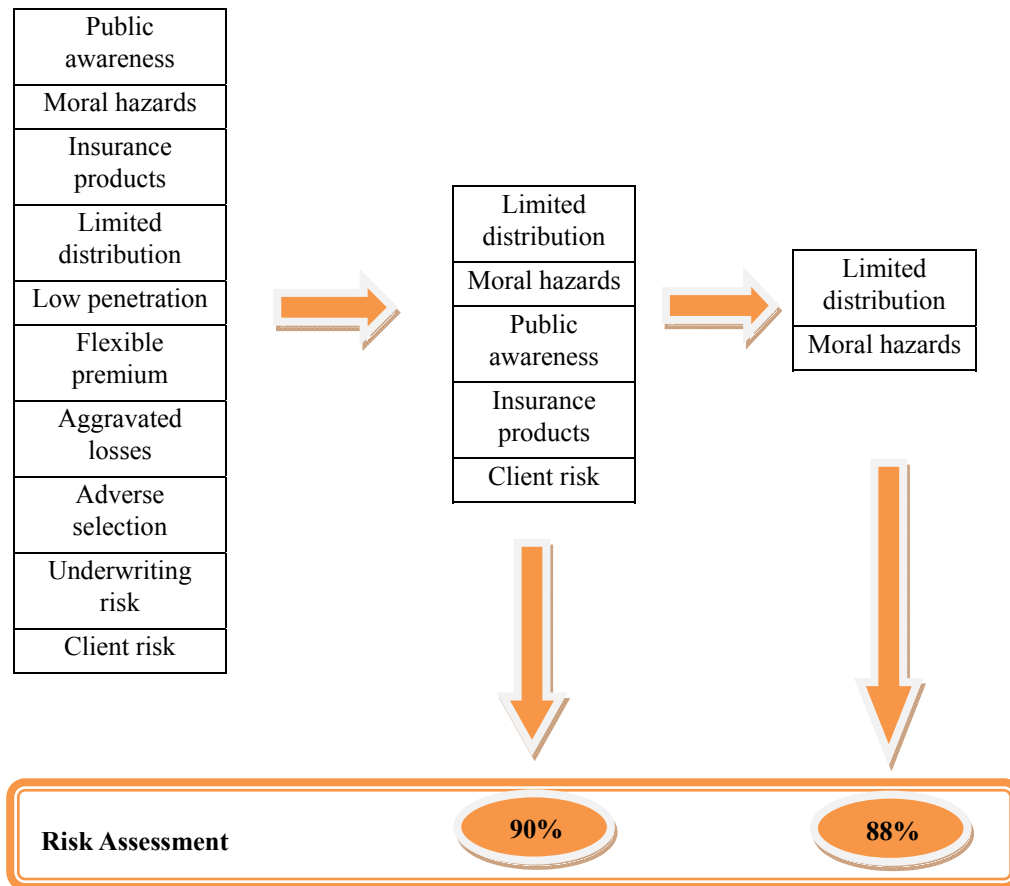 Public
awareness
Moral hazards
Insurance
products
Limited
distribution
Low penetration
Flexible
premium
Aggravated
losses
Adverse
selection
Underwriting
risk
Client risk
Limited
distribution
Moral hazards
Public
awareness
Insurance
products
Client risk
Limited
distribution
Moral hazards
Risk Assessment
90%
88%